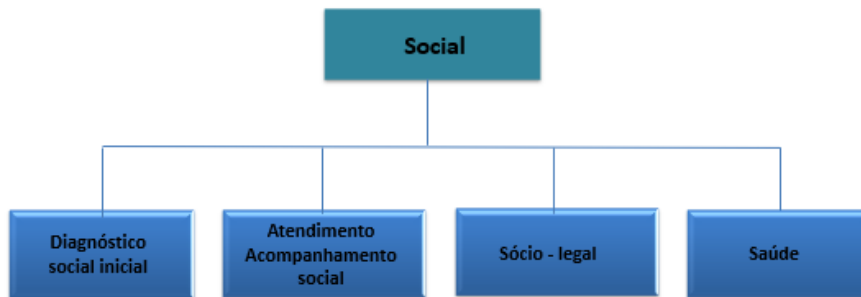 Social
Diagnóstico
social inicial
Atendimento
Acompanhamento
social
Sócio - legal
Saúde